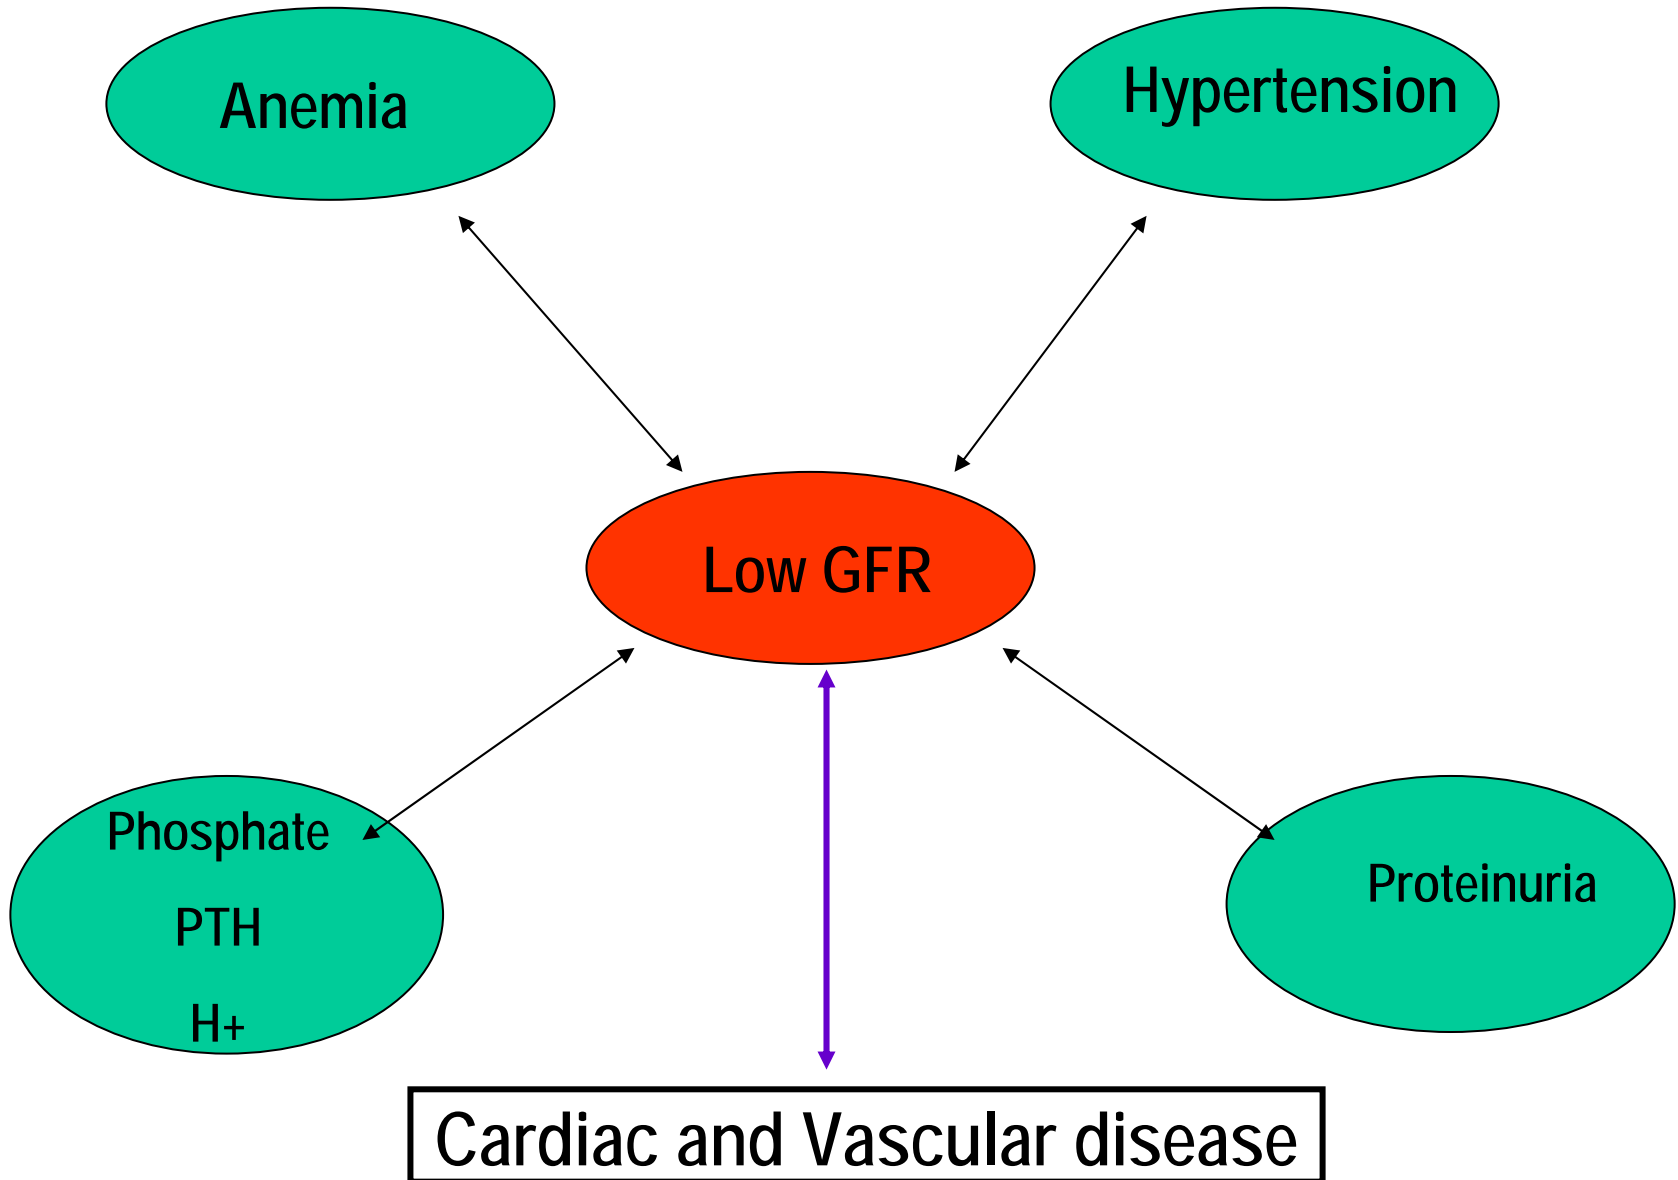 Anemia
Hypertension
Low GFR
Phosphate
PTH
H+
Proteinuria
Cardiac and Vascular disease